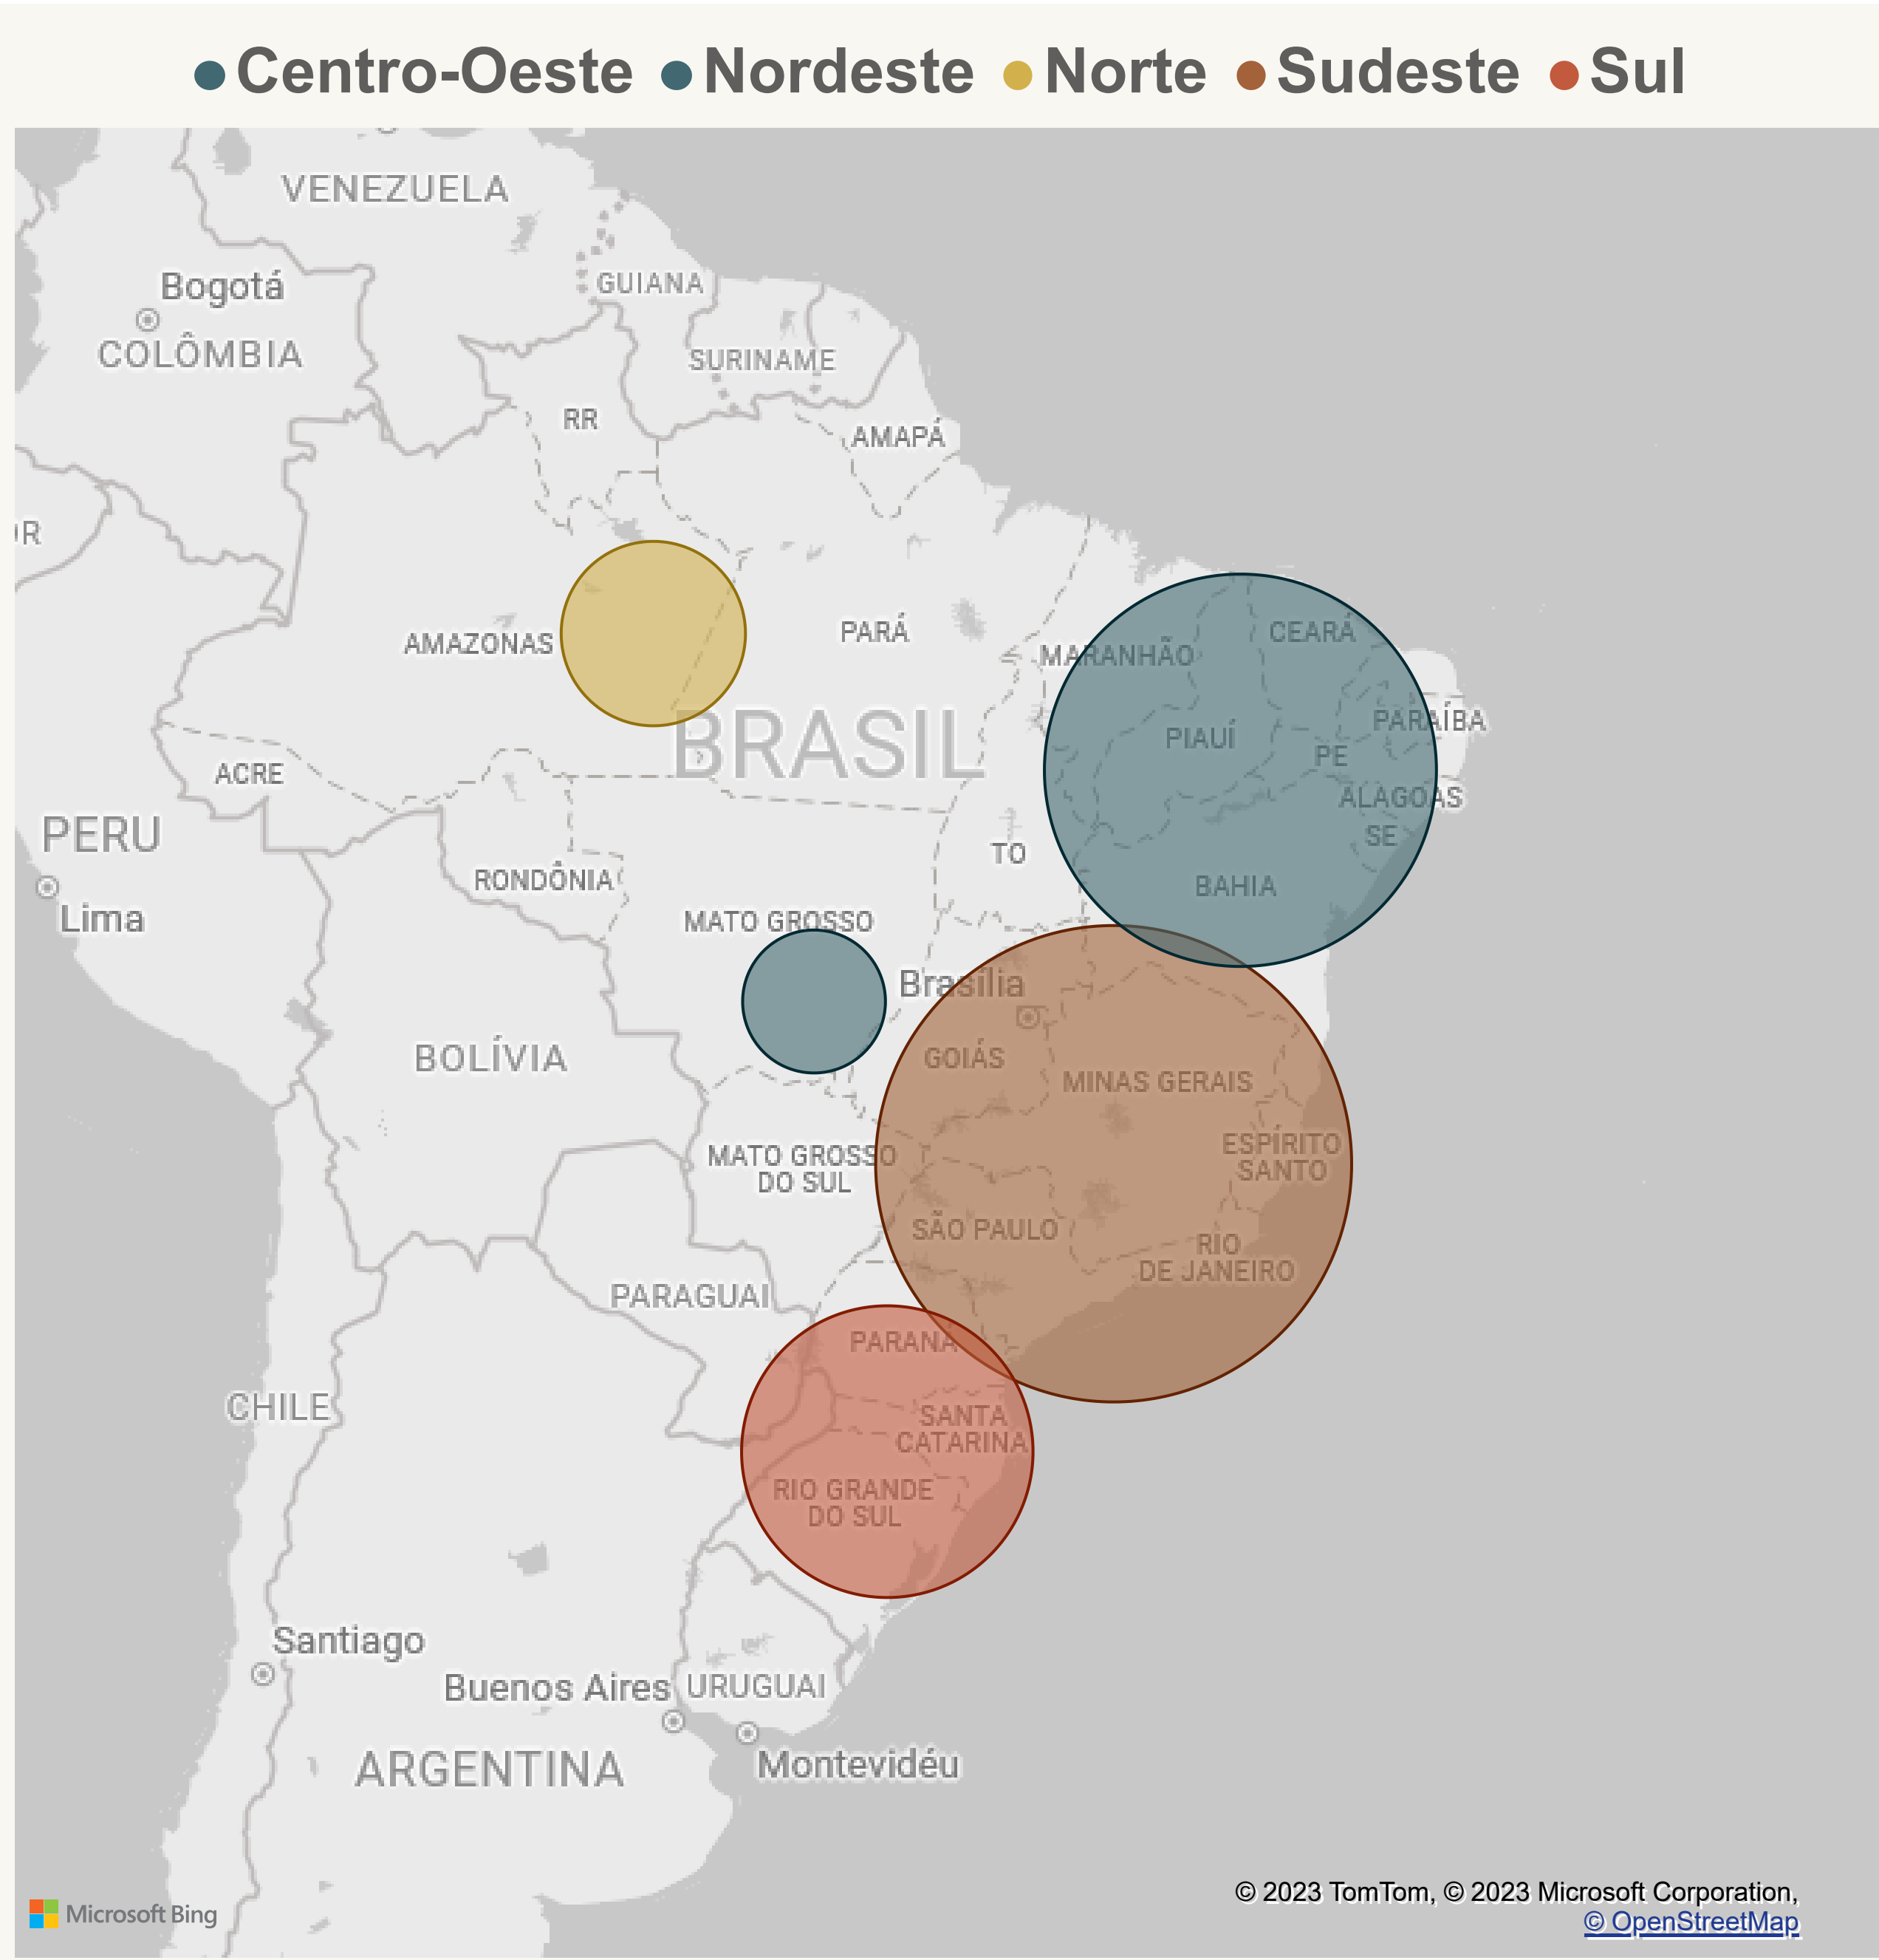 Centro-Oeste Nordeste Norte Sudeste Sul
VENEZUELA
Bogotá
GUIANA
COLÔMBIA
SURINAME
RR
AMAPÁ
OR
CEARÁ
PARÁ
AMAZONAS
MARANHÃO
PARAÍBA
BRASIL
PIAUÍ
PE
ACRE
ALAGOAS
PERU
SE
TO
RONDÔNIA
BAHIA
Lima
MATO GROSSO
Brasília
BOLÍVIA
GOIÁS
MINAS GERAIS
MATO GROSSO
DO SUL
ESPÍRITO
SANTO
SÃO PAULO
RIO
DE JANEIRO
PARAGUAI
PARANÁ
CHILE
SANTA
CATARINA
RIO GRANDE
DO SUL
Santiago
Buenos Aires
URUGUAI
ARGENTINA
Montevidéu
Microsoft Bing
© 2023 TomTom, © 2023 Microsoft Corporation,
© OpenStreetMap